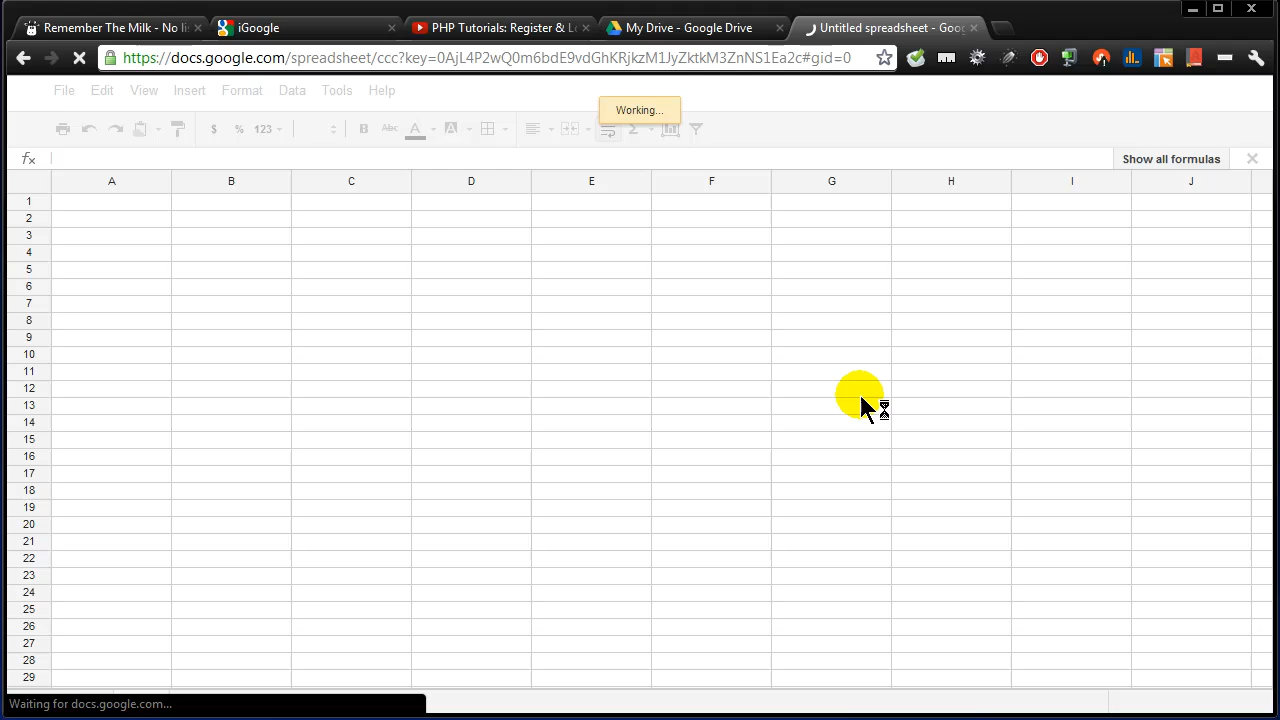 Remember The Milk - No li
iGoogle
PHP Tutorials: Register & Lo
My Drive - Google Drive
Untitled spreadsheet - Goog
https://docs.google.com/spreadsheet/ccc?key=0AjL4P2wQ0m6bdE9vdGhKRjkzM1JyZktkM3ZnNS1Ea2c#gid=0
File Edit View Insert Format Data Tools Help
Working...
$ % 123 B Abc A A Σ
fx Show all formulas
A B C D E F G H I J
1
2
3
4
5
6
7
8
9
10
11
12
13
14
15
16
17
18
19
20
21
22
23
24
25
26
27
28
29
Waiting for docs.google.com...